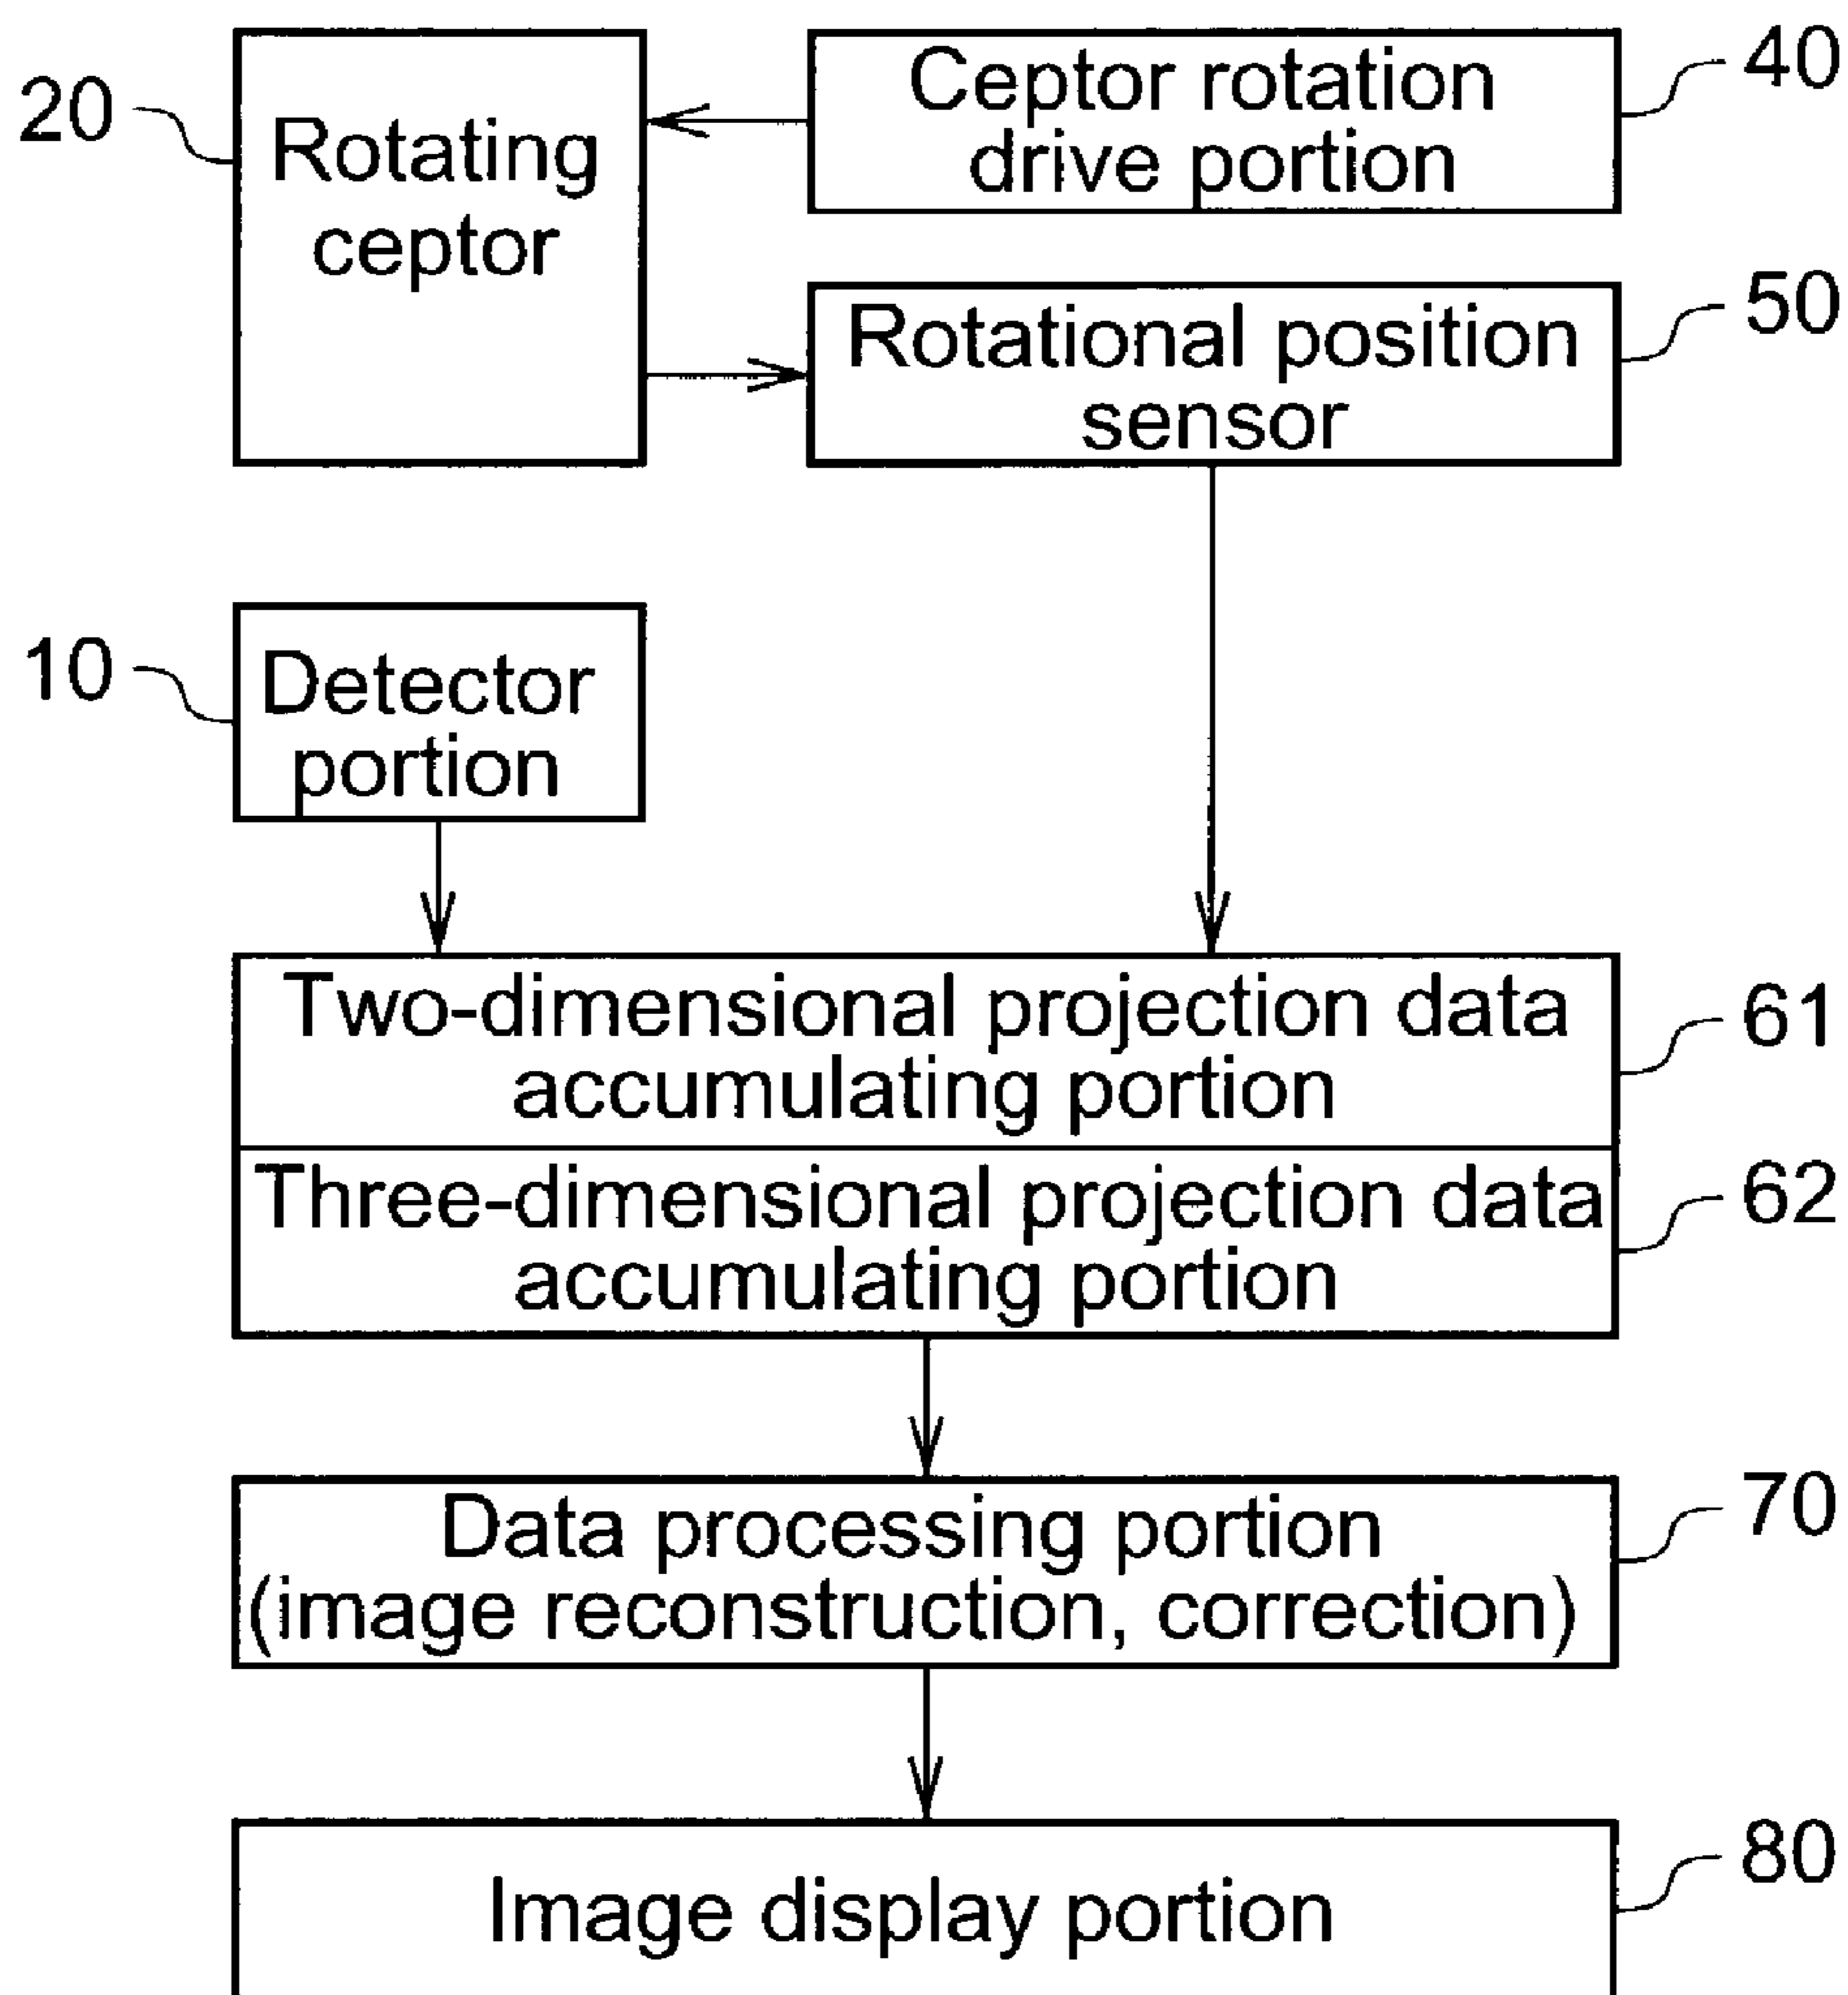 20
Rotating
ceptor
Ceptor rotation
drive portion
40
Rotational position
sensor
50
10
Detector
portion
Two-dimensional projection data
accumulating portion
61
Three-dimensional projection data
accumulating portion
62
Data processing portion
(image reconstruction, correction)
70
Image display portion
80